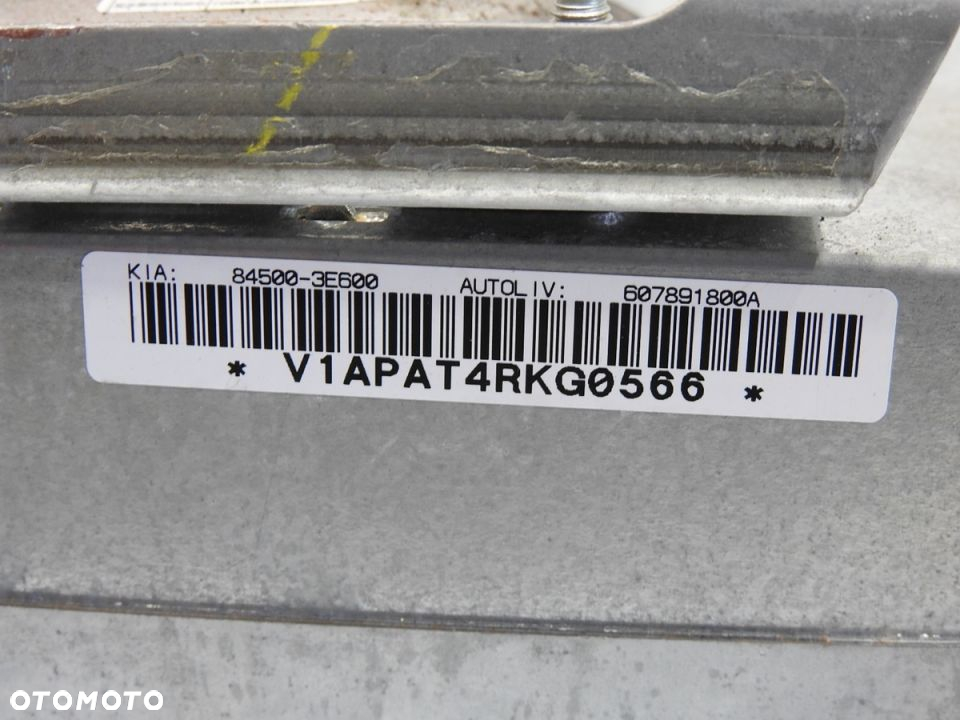 KIA: 84500-3E600 AUTOLIV: 607891800A
* V1APAT4RKG0566 *
OTOMOTO